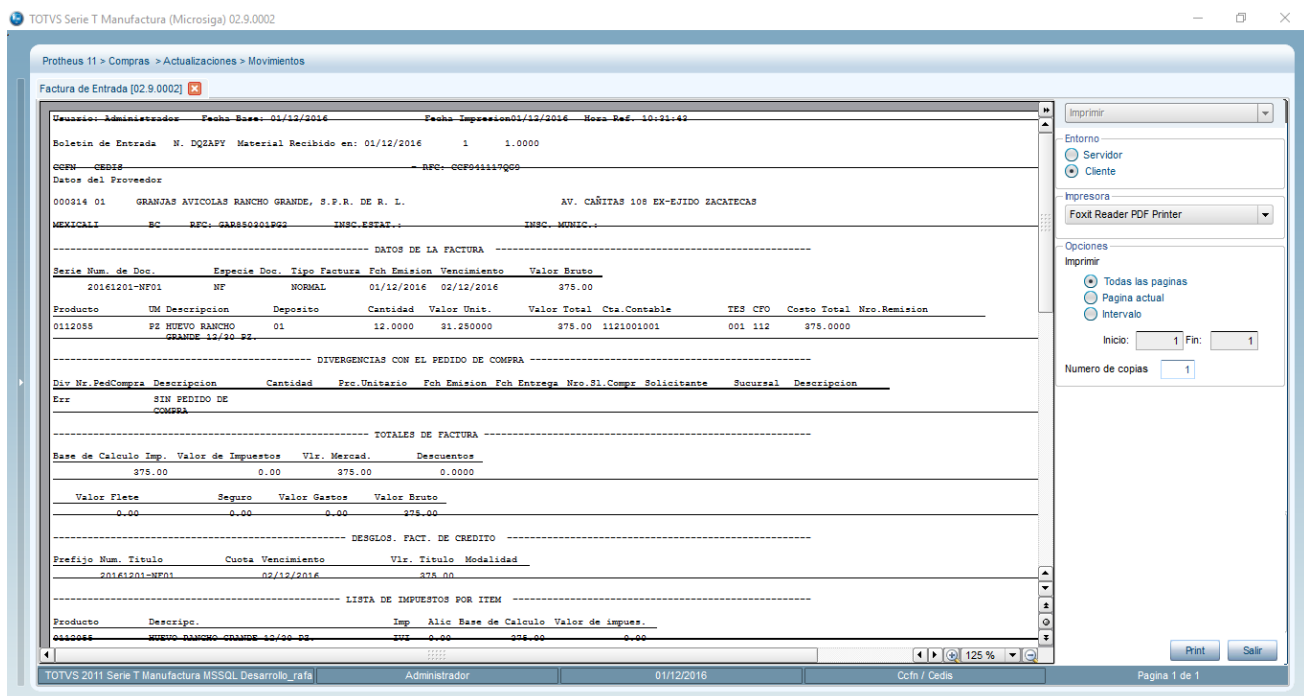 TOTVS Serie T Manufactura (Microsiga) 02.9.0002
Protheus 11 > Compras > Actualizaciones > Movimientos
Factura de Entrada [02.9.0002]
Usuario: Administrador Fecha Base: 01/12/2016 Fecha Impresion01/12/2016 Hora Ref. 10:31:43
Boletin de Entrada N. DQZAPY Material Recibido en: 01/12/2016 1 1.0000
CCFN CEDIS - RFC: CCF941117QG9
Datos del Proveedor
000314 01 GRANJAS AVICOLAS RANCHO GRANDE, S.P.R. DE R. L. AV. CAÑITAS 108 EX-EJIDO ZACATECAS
MEXICALI BC RFC: GAR850301PG2 INSC.ESTAT.: INSC. MUNIC.:
DATOS DE LA FACTURA
Serie Num. de Doc. Especie Doc. Tipo Factura Fch Emision Vencimiento Valor Bruto
20161201-NF01 NF NORMAL 01/12/2016 02/12/2016 375.00
Producto UM Descripcion Deposito Cantidad Valor Unit. Valor Total Cta.Contable TES CFO Costo Total Nro.Remision
0112055 PZ HUEVO RANCHO 01 12.0000 31.250000 375.00 1121001001 001 112 375.0000
GRANDE 12/30 PZ.
DIVERGENCIAS CON EL PEDIDO DE COMPRA
Div Nr.PedCompra Descripcion Cantidad Prc.Unitario Fch Emision Fch Entrega Nro.Sl.Compr Solicitante Sucursal Descripcion
Err SIN PEDIDO DE
COMPRA
TOTALES DE FACTURA
Base de Calculo Imp. Valor de Impuestos Vlr. Mercad. Descuentos
375.00 0.00 375.00 0.0000
Valor Flete Seguro Valor Gastos Valor Bruto
0.00 0.00 0.00 375.00
DESGLOS. FACT. DE CREDITO
Prefijo Num. Titulo Cuota Vencimiento Vlr. Titulo Modalidad
20161201-NF01 02/12/2016 375.00
LISTA DE IMPUESTOS POR ITEM
Producto Descripc. Imp Alic Base de Calculo Valor de impues.
0112055 HUEVO RANCHO GRANDE 12/30 PZ. IVI 0.00 375.00 0.00
125 %
Imprimir
Entorno
Servidor
Cliente
Impresora
Foxit Reader PDF Printer
Opciones
Imprimir
Todas las paginas
Pagina actual
Intervalo
Inicio: 1 Fin: 1
Numero de copias 1
Print Salir
TOTVS 2011 Serie T Manufactura MSSQL Desarrollo_rafa Administrador 01/12/2016 Ccfn / Cedis Pagina 1 de 1